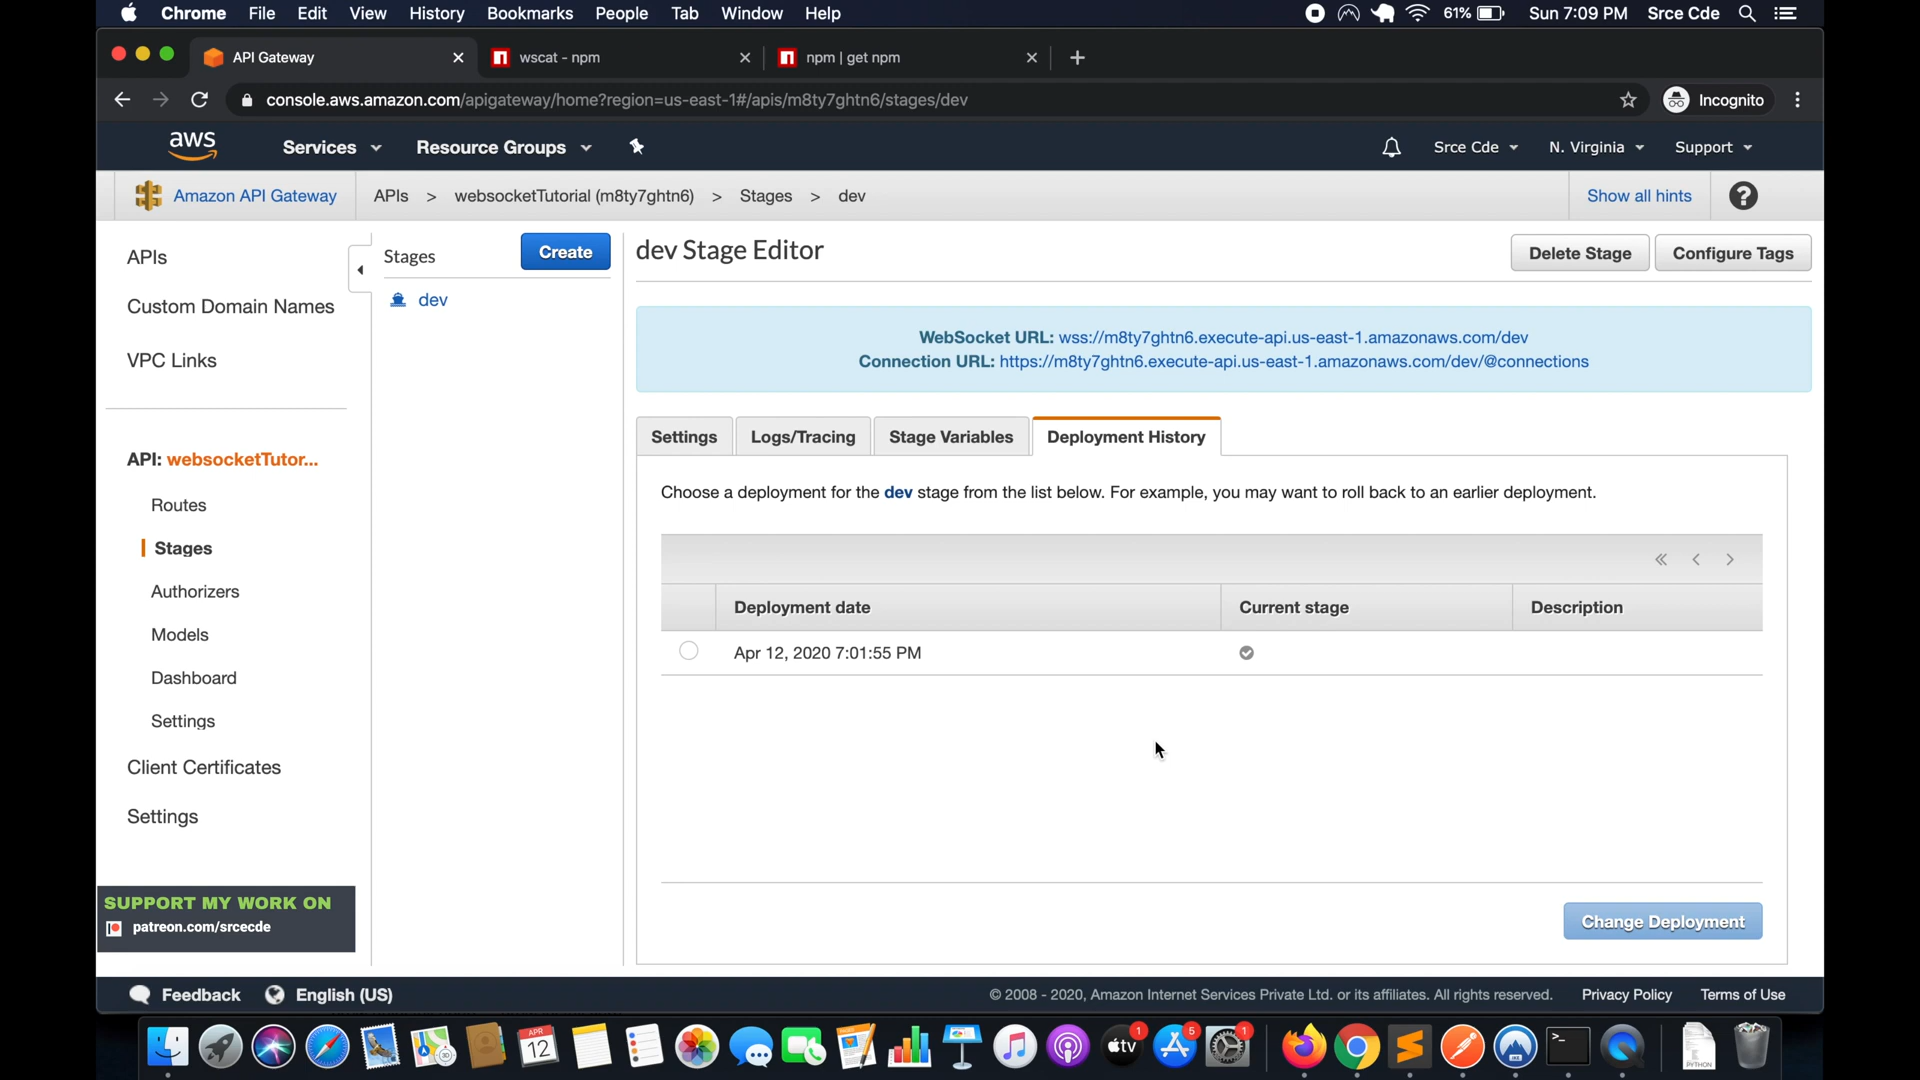 Chrome File Edit View History Bookmarks People Tab Window Help 61% Sun 7:09 PM Srce Cde
API Gateway wscat - npm npm | get npm
console.aws.amazon.com/apigateway/home?region=us-east-1#/apis/m8ty7ghtn6/stages/dev Incognito
aws Services Resource Groups Srce Cde N. Virginia Support
Amazon API Gateway APIs > websocketTutorial (m8ty7ghtn6) > Stages > dev Show all hints ?
APIs
Custom Domain Names
VPC Links
API: websocketTutor...
Routes
Stages
Authorizers
Models
Dashboard
Settings
Client Certificates
Settings
SUPPORT MY WORK ON
patreon.com/srcecde
Stages Create
dev
dev Stage Editor Delete Stage Configure Tags
WebSocket URL: wss://m8ty7ghtn6.execute-api.us-east-1.amazonaws.com/dev
Connection URL: https://m8ty7ghtn6.execute-api.us-east-1.amazonaws.com/dev/@connections
Settings Logs/Tracing Stage Variables Deployment History
Choose a deployment for the dev stage from the list below. For example, you may want to roll back to an earlier deployment.
Deployment date Current stage Description
Apr 12, 2020 7:01:55 PM
Change Deployment
Feedback English (US) © 2008 - 2020, Amazon Internet Services Private Ltd. or its affiliates. All rights reserved. Privacy Policy Terms of Use
APR
12
3D
tv
1
5
1
>_
PYTHON